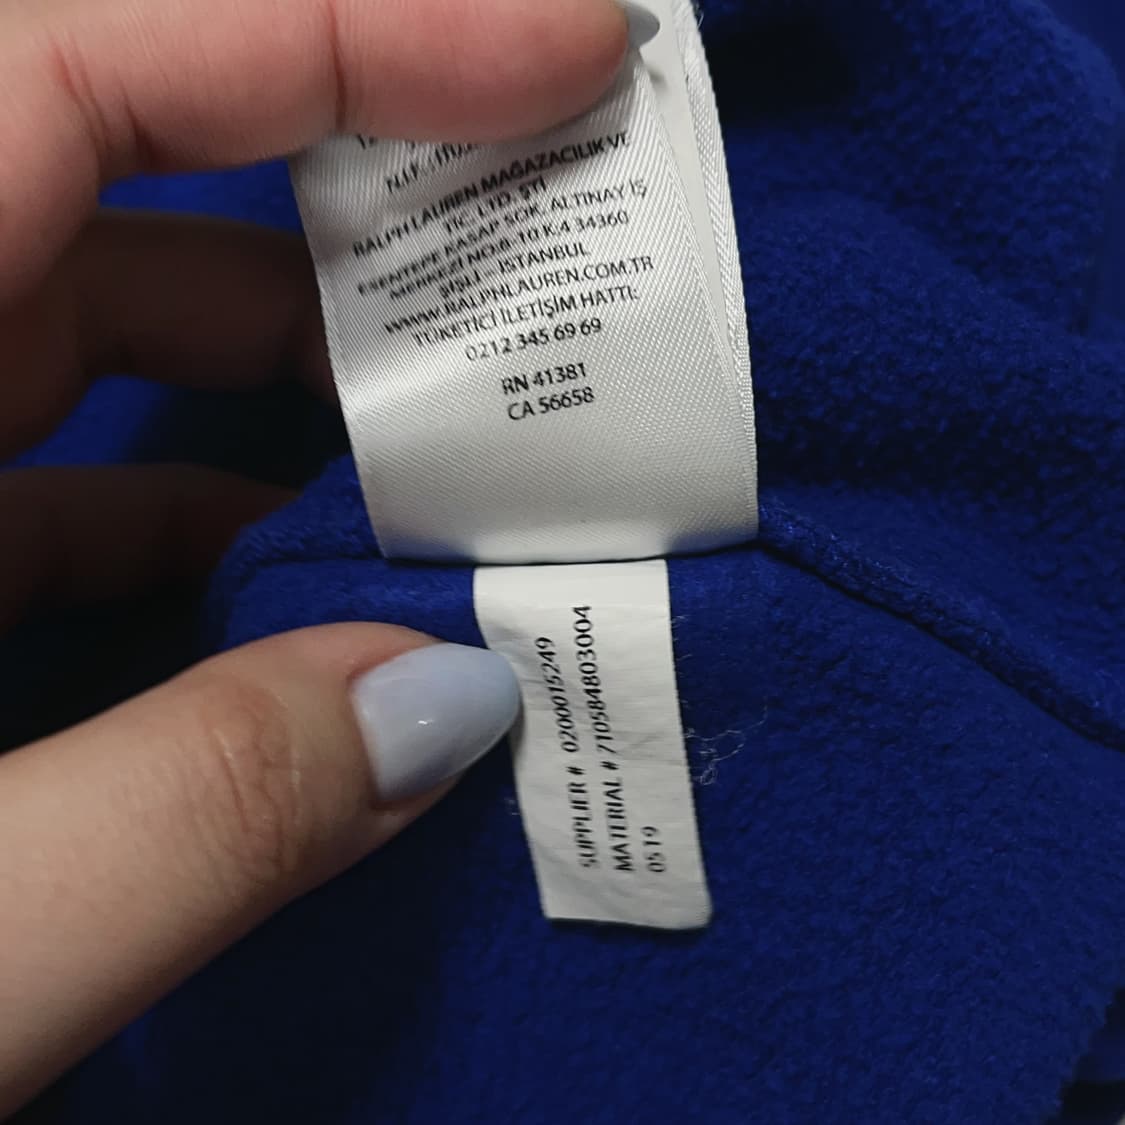 RALPH LAUREN MAĞAZACILIK VE
TİC. LTD. ŞTİ
ESENTEPE KASAP SOK. ALTINAY İŞ
MERKEZİ NO:8-10 K:4 34360
ŞİŞLİ - İSTANBUL
WWW.RALPHLAUREN.COM.TR
TÜKETİCİ İLETİŞİM HATTI:
0212 345 69 69
RN 41381
CA 56658
SUPPLIER # 0200015249
MATERIAL # 710584803004
0519